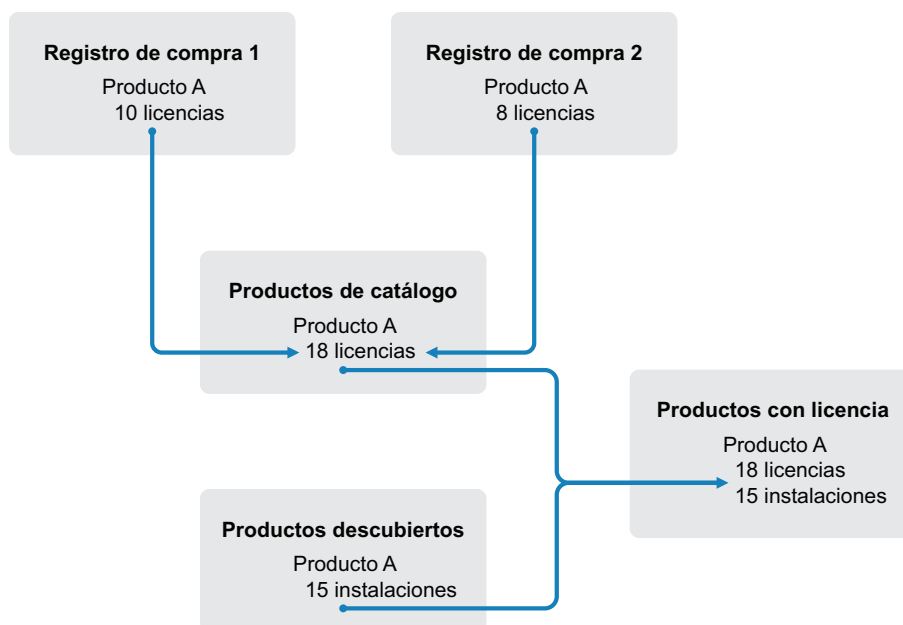 Registro de compra 1
Producto A
10 licencias
Registro de compra 2
Producto A
8 licencias
Productos de catálogo
Producto A
18 licencias
Productos con licencia
Producto A
18 licencias
15 instalaciones
Productos descubiertos
Producto A
15 instalaciones